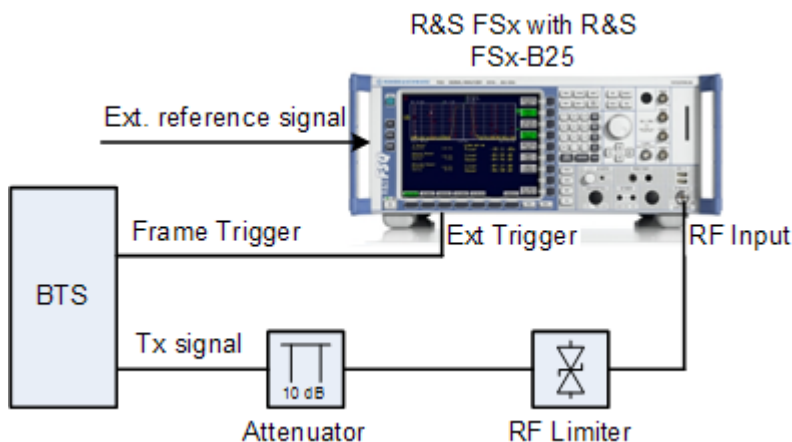 R&S FSx with R&S
FSx-B25
Ext. reference signal
FSQ
Frame Trigger
Ext Trigger
RF Input
BTS
Tx signal
10 dB
Attenuator
RF Limiter